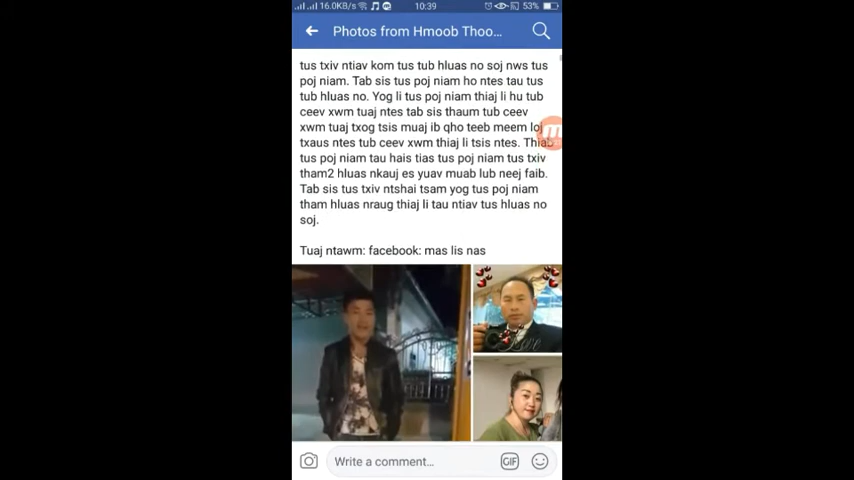 16.0KB/s
10:39
53%
Photos from Hmoob Thoo...
tus txiv ntiav kom tus tub hluas no soj nws tus
poj niam. Tab sis tus poj niam ho ntes tau tus
tub hluas no. Yog li tus poj niam thiaj li hu tub
ceev xwm tuaj ntes tab sis thaum tub ceev
xwm tuaj txog tsis muaj ib qho teeb meem loj
txaus ntes tub ceev xwm thiaj li tsis ntes. Thiab
tus poj niam tau hais tias tus poj niam tus txiv
tham2 hluas nkauj es yuav muab lub neej faib.
Tab sis tus txiv ntshai tsam yog tus poj niam
tham hluas nraug thiaj li tau ntiav tus hluas no
soj.
Tuaj ntawm: facebook: mas lis nas
Write a comment...
GIF